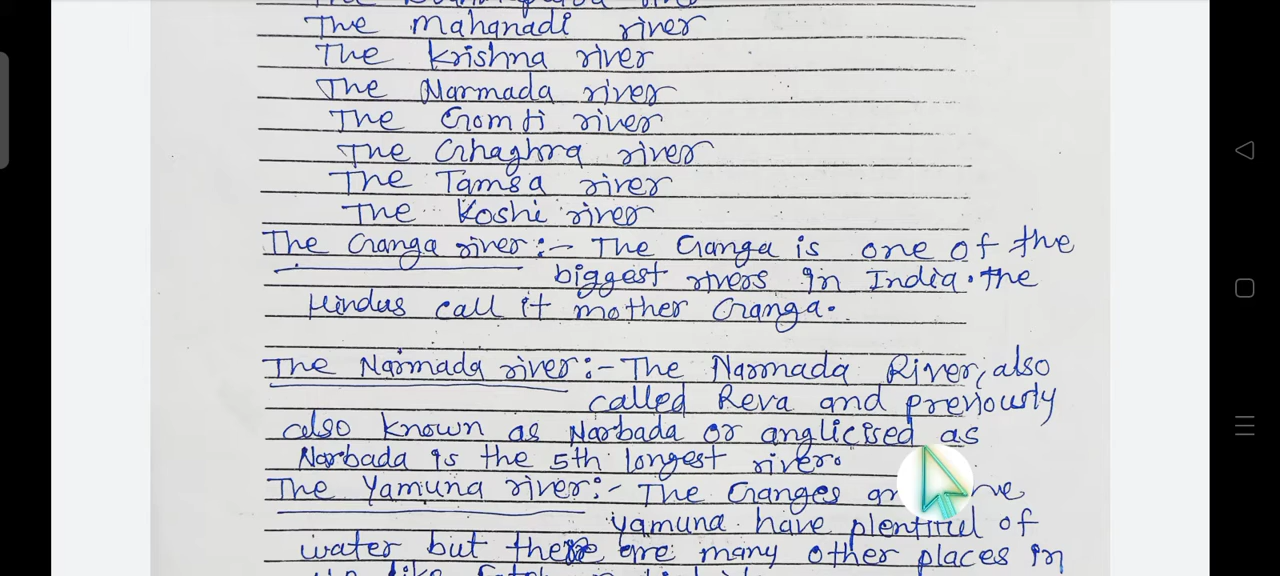 The Mahanadi river
The Krishna river
The Narmada river
The Gomti river
The Ghaghra river
The Tamsa river
The Koshi river
The Ganga river :- The Ganga is one of the
biggest rivers in India. the
Hindus call it mother Ganga.
The Narmada river :- The Narmada River, also
called Reva and previously
also known as Narbada or anglicised as
Narbada is the 5th longest river.
The Yamuna river :- The Ganges
yamuna have plentiful of
water but there are many other places in